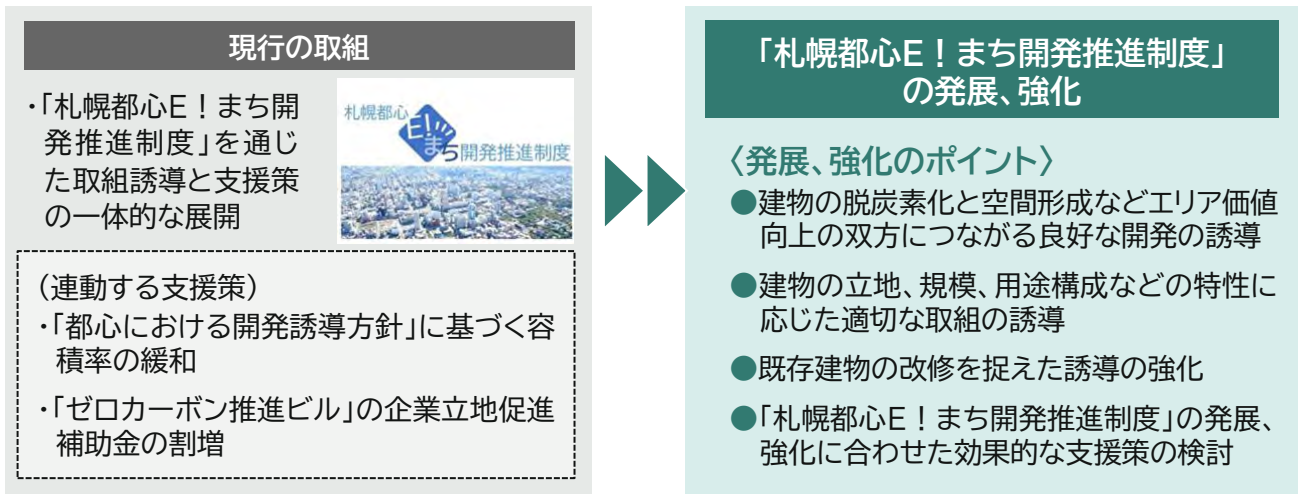 現行の取組
・「札幌都心E！まち開
発推進制度」を通じ
た取組誘導と支援策
の一体的な展開
札幌都心
E!
まち開発推進制度
（連動する支援策）
・「都心における開発誘導方針」に基づく容
積率の緩和
・「ゼロカーボン推進ビル」の企業立地促進
補助金の割増
「札幌都心E！まち開発推進制度」
の発展、強化
〈発展、強化のポイント〉
●建物の脱炭素化と空間形成などエリア価値
向上の双方につながる良好な開発の誘導
●建物の立地、規模、用途構成などの特性に
応じた適切な取組の誘導
●既存建物の改修を捉えた誘導の強化
●「札幌都心E！まち開発推進制度」の発展、
強化に合わせた効果的な支援策の検討